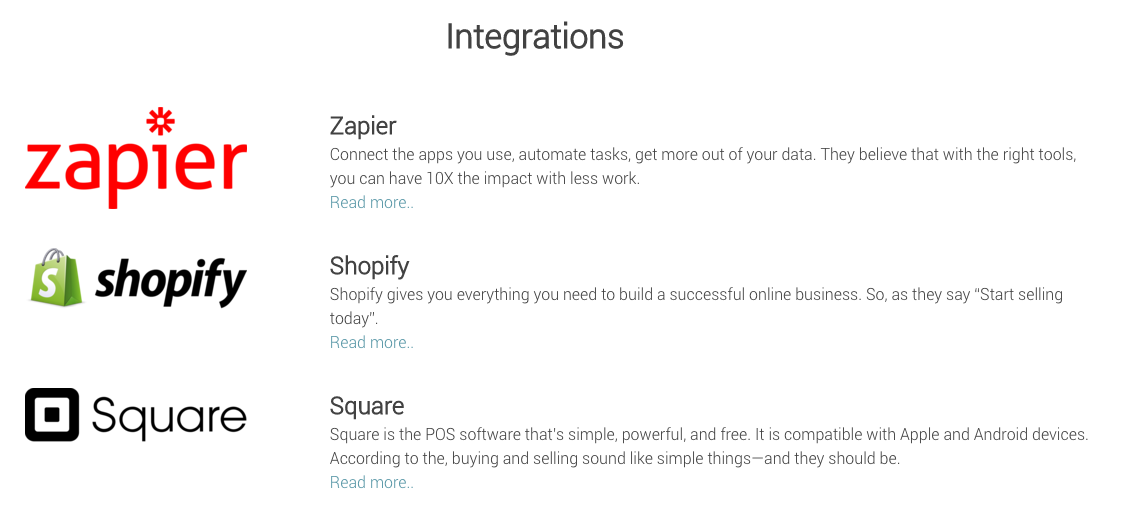 Integrations
zapier
Zapier
Connect the apps you use, automate tasks, get more out of your data. They believe that with the right tools,
you can have 10X the impact with less work.
Read more..
shopify
Shopify
Shopify gives you everything you need to build a successful online business. So, as they say “Start selling
today”.
Read more..
Square
Square
Square is the POS software that's simple, powerful, and free. It is compatible with Apple and Android devices.
According to the, buying and selling sound like simple things—and they should be.
Read more..